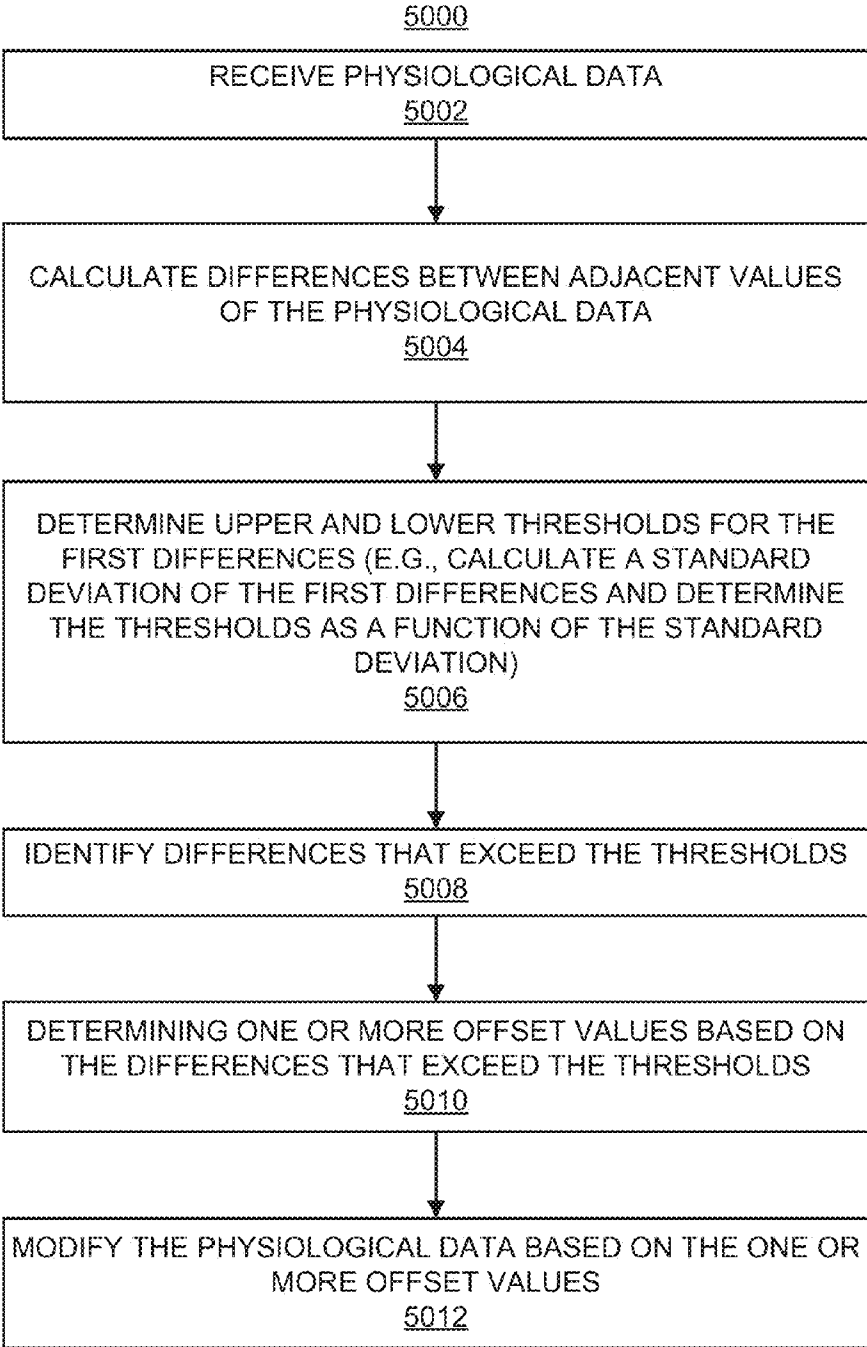 5000
RECEIVE PHYSIOLOGICAL DATA
5002
CALCULATE DIFFERENCES BETWEEN ADJACENT VALUES
OF THE PHYSIOLOGICAL DATA
5004
DETERMINE UPPER AND LOWER THRESHOLDS FOR THE
FIRST DIFFERENCES (E.G., CALCULATE A STANDARD
DEVIATION OF THE FIRST DIFFERENCES AND DETERMINE
THE THRESHOLDS AS A FUNCTION OF THE STANDARD
DEVIATION)
5006
IDENTIFY DIFFERENCES THAT EXCEED THE THRESHOLDS
5008
DETERMINING ONE OR MORE OFFSET VALUES BASED ON
THE DIFFERENCES THAT EXCEED THE THRESHOLDS
5010
MODIFY THE PHYSIOLOGICAL DATA BASED ON THE ONE OR
MORE OFFSET VALUES
5012